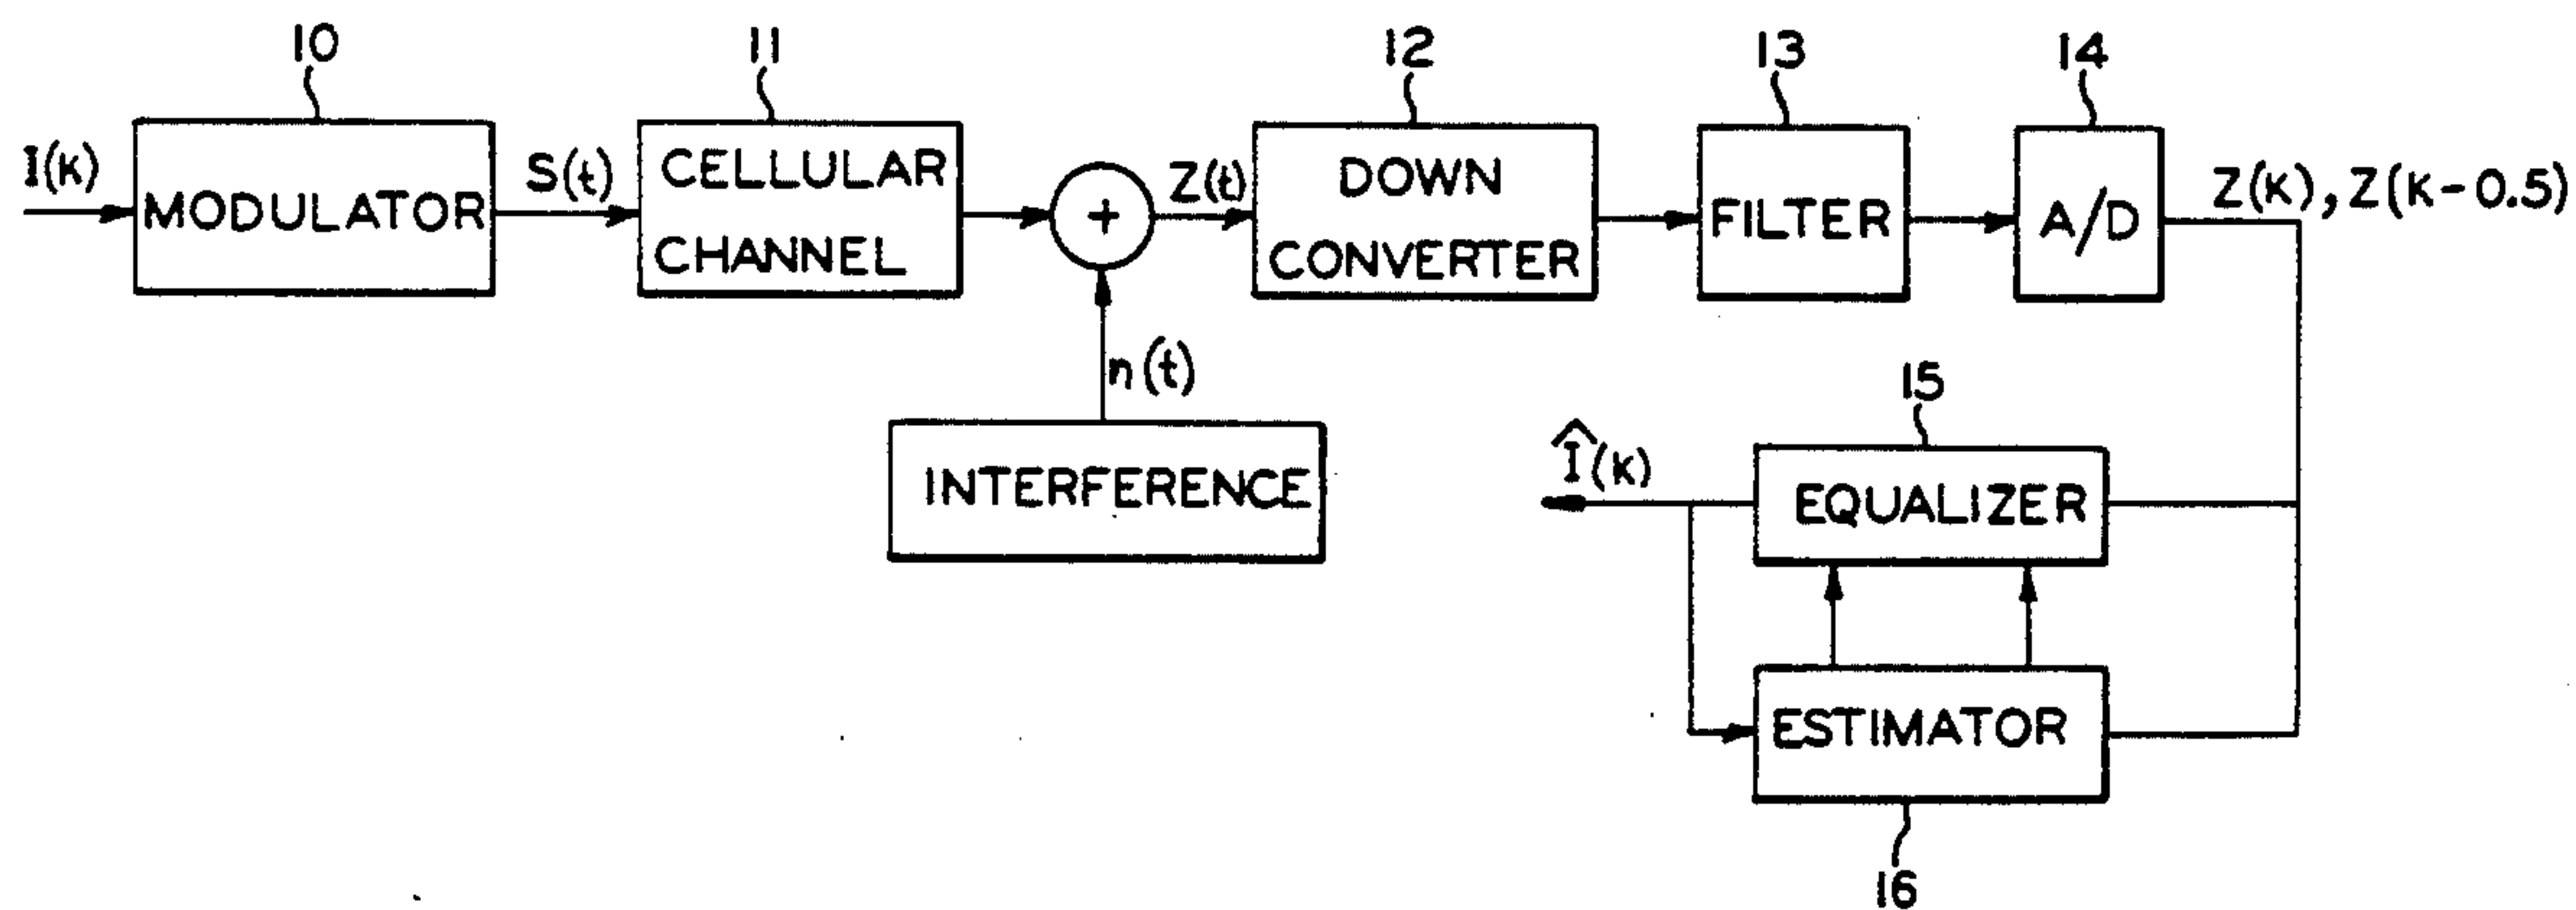 10
11
12
13
14
I(K)
MODULATOR
S(t)
CELLULAR
CHANNEL
+
Z(t)
DOWN
CONVERTER
FILTER
A/D
Z(K), Z(K-0.5)
n(t)
INTERFERENCE
15
Î(K)
EQUALIZER
ESTIMATOR
16